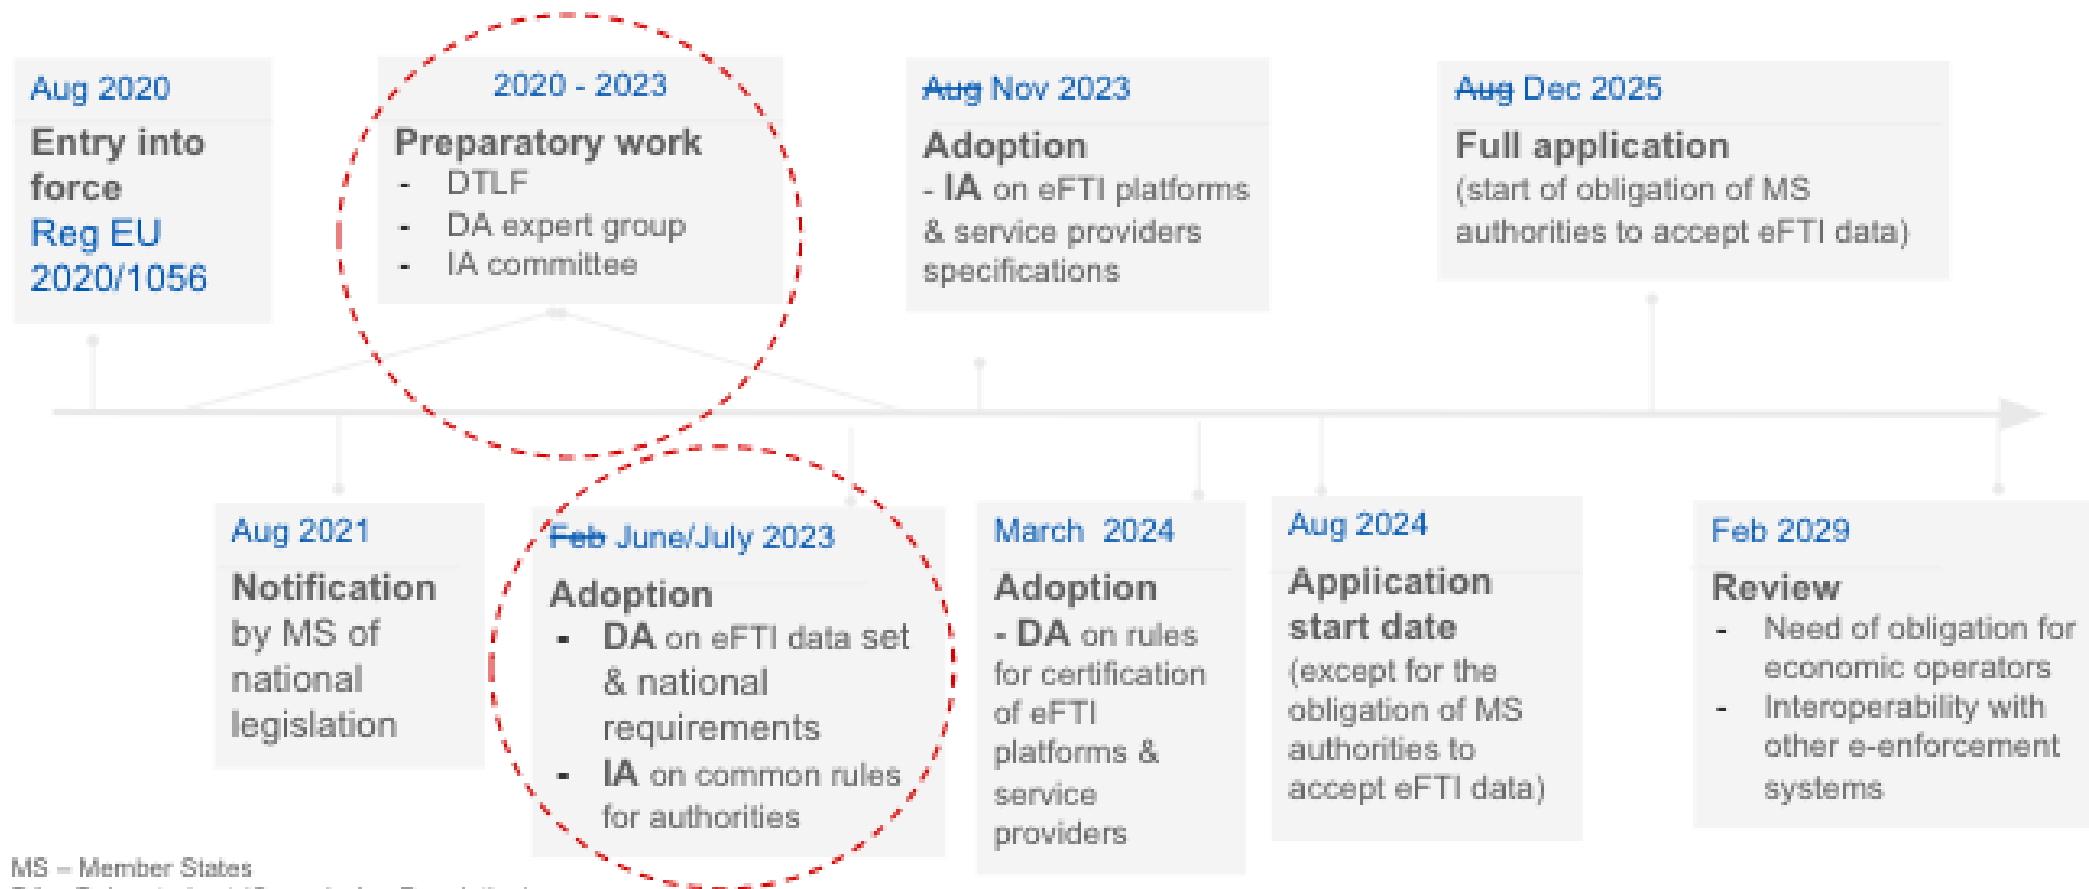 Aug 2020
Entry into
force
Reg EU
2020/1056
2020 - 2023
Preparatory work
- DTLF
- DA expert group
- IA committee
Aug Nov 2023
Adoption
- IA on eFTI platforms
& service providers
specifications
Aug Dec 2025
Full application
(start of obligation of MS
authorities to accept eFTI data)
Aug 2021
Notification
by MS of
national
legislation
Feb June/July 2023
Adoption
- DA on eFTI data set
& national
requirements
- IA on common rules
for authorities
March 2024
Adoption
- DA on rules
for certification
of eFTI
platforms &
service
providers
Aug 2024
Application
start date
(except for the
obligation of MS
authorities to
accept eFTI data)
Feb 2029
Review
- Need of obligation for
economic operators
- Interoperability with
other e-enforcement
systems
MS – Member States